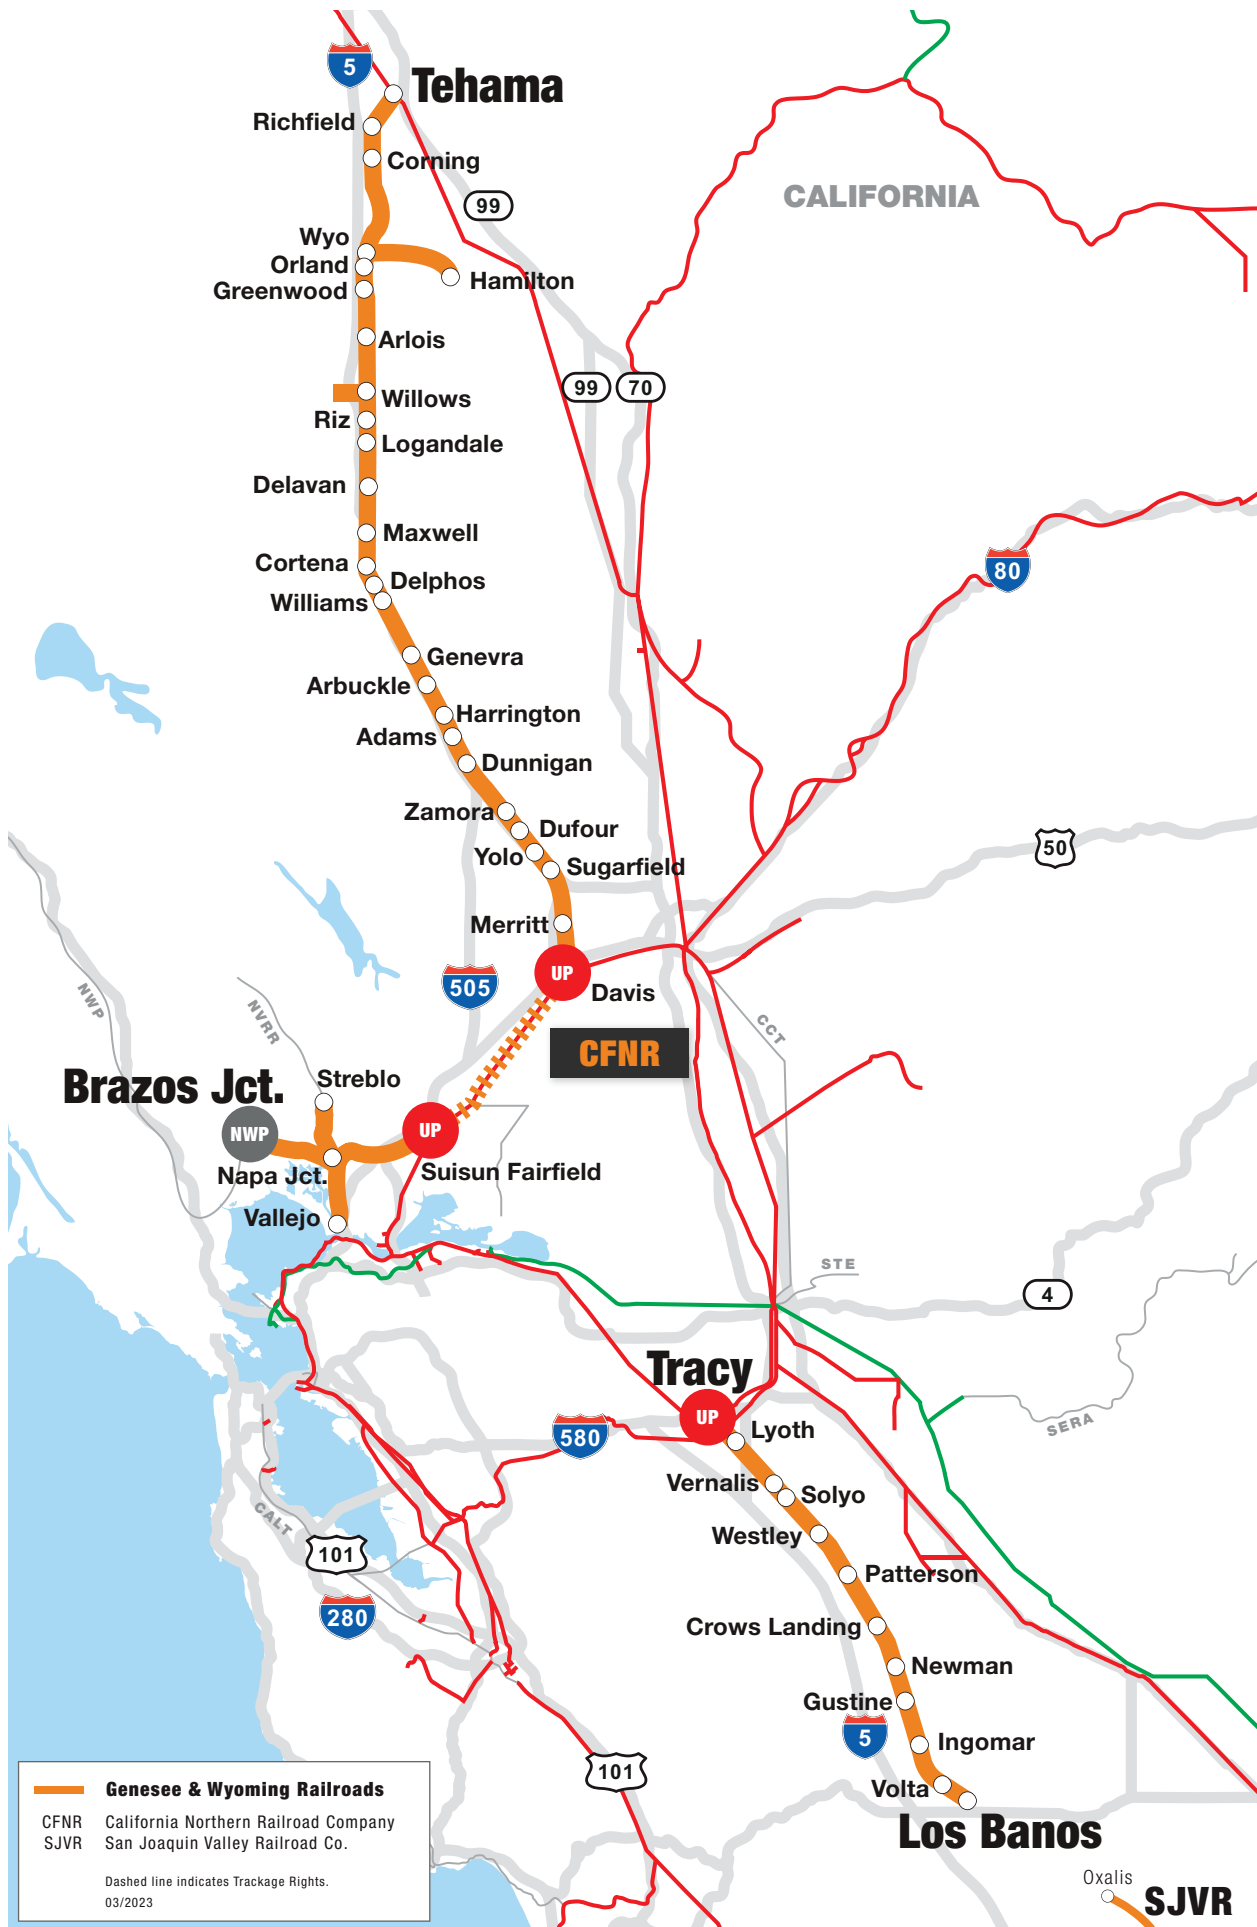 5
Tehama
Richfield
Corning
CALIFORNIA
99
Wyo
Orland
Hamilton
Greenwood
Arlois
99
70
Willows
Riz
Logandale
Delavan
Maxwell
Cortena
80
Delphos
Williams
Genevra
Arbuckle
Harrington
Adams
Dunnigan
Zamora
Dufour
50
Yolo
Sugarfield
Merritt
UP
505
Davis
NWP
NVRR
CCT
CFNR
Brazos Jct.
Streblo
NWP
UP
Napa Jct.
Suisun Fairfield
Vallejo
STE
4
Tracy
UP
Lyoth
580
SERA
Vernalis
Solyo
CALT
Westley
101
Patterson
280
Crows Landing
Newman
Gustine
5
Ingomar
101
Volta
Los Banos
Genesee & Wyoming Railroads
CFNR California Northern Railroad Company
SJVR San Joaquin Valley Railroad Co.
Dashed line indicates Trackage Rights.
03/2023
Oxalis
SJVR